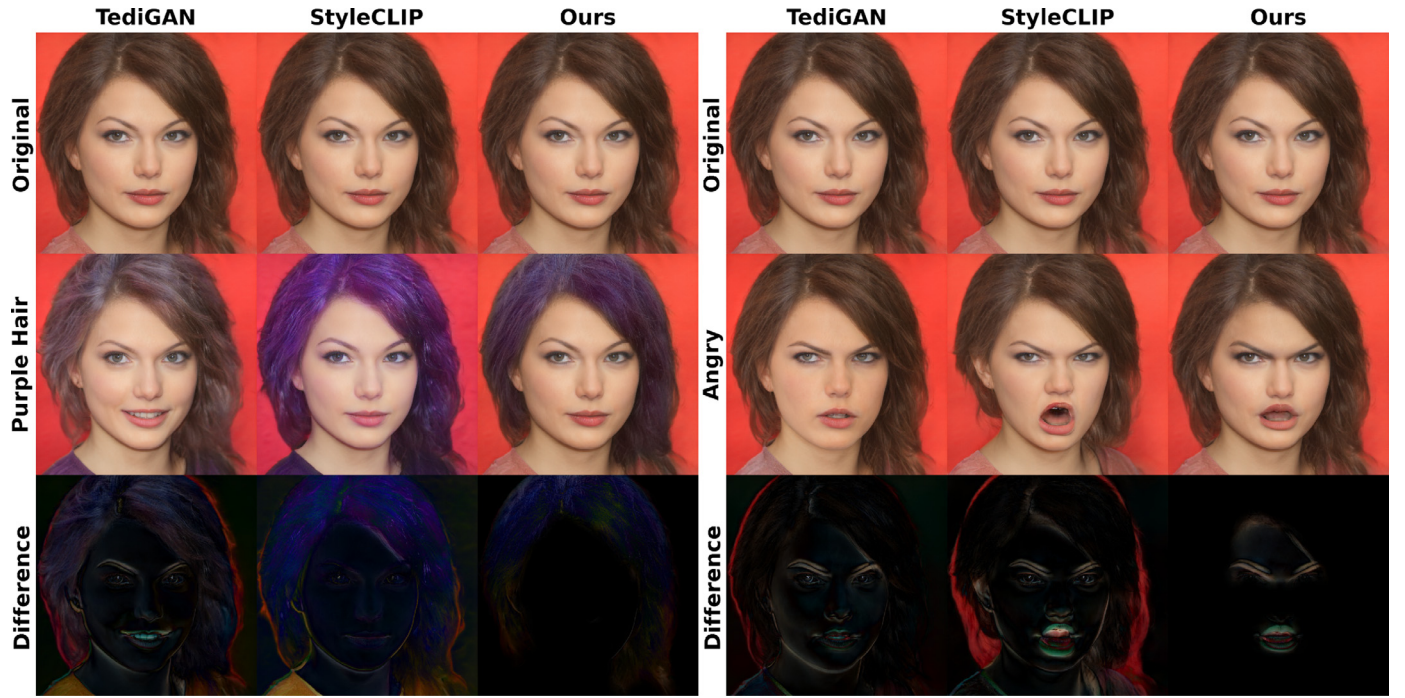 TediGAN StyleCLIP Ours TediGAN StyleCLIP Ours
Original Original
Purple Hair Angry
Difference Difference